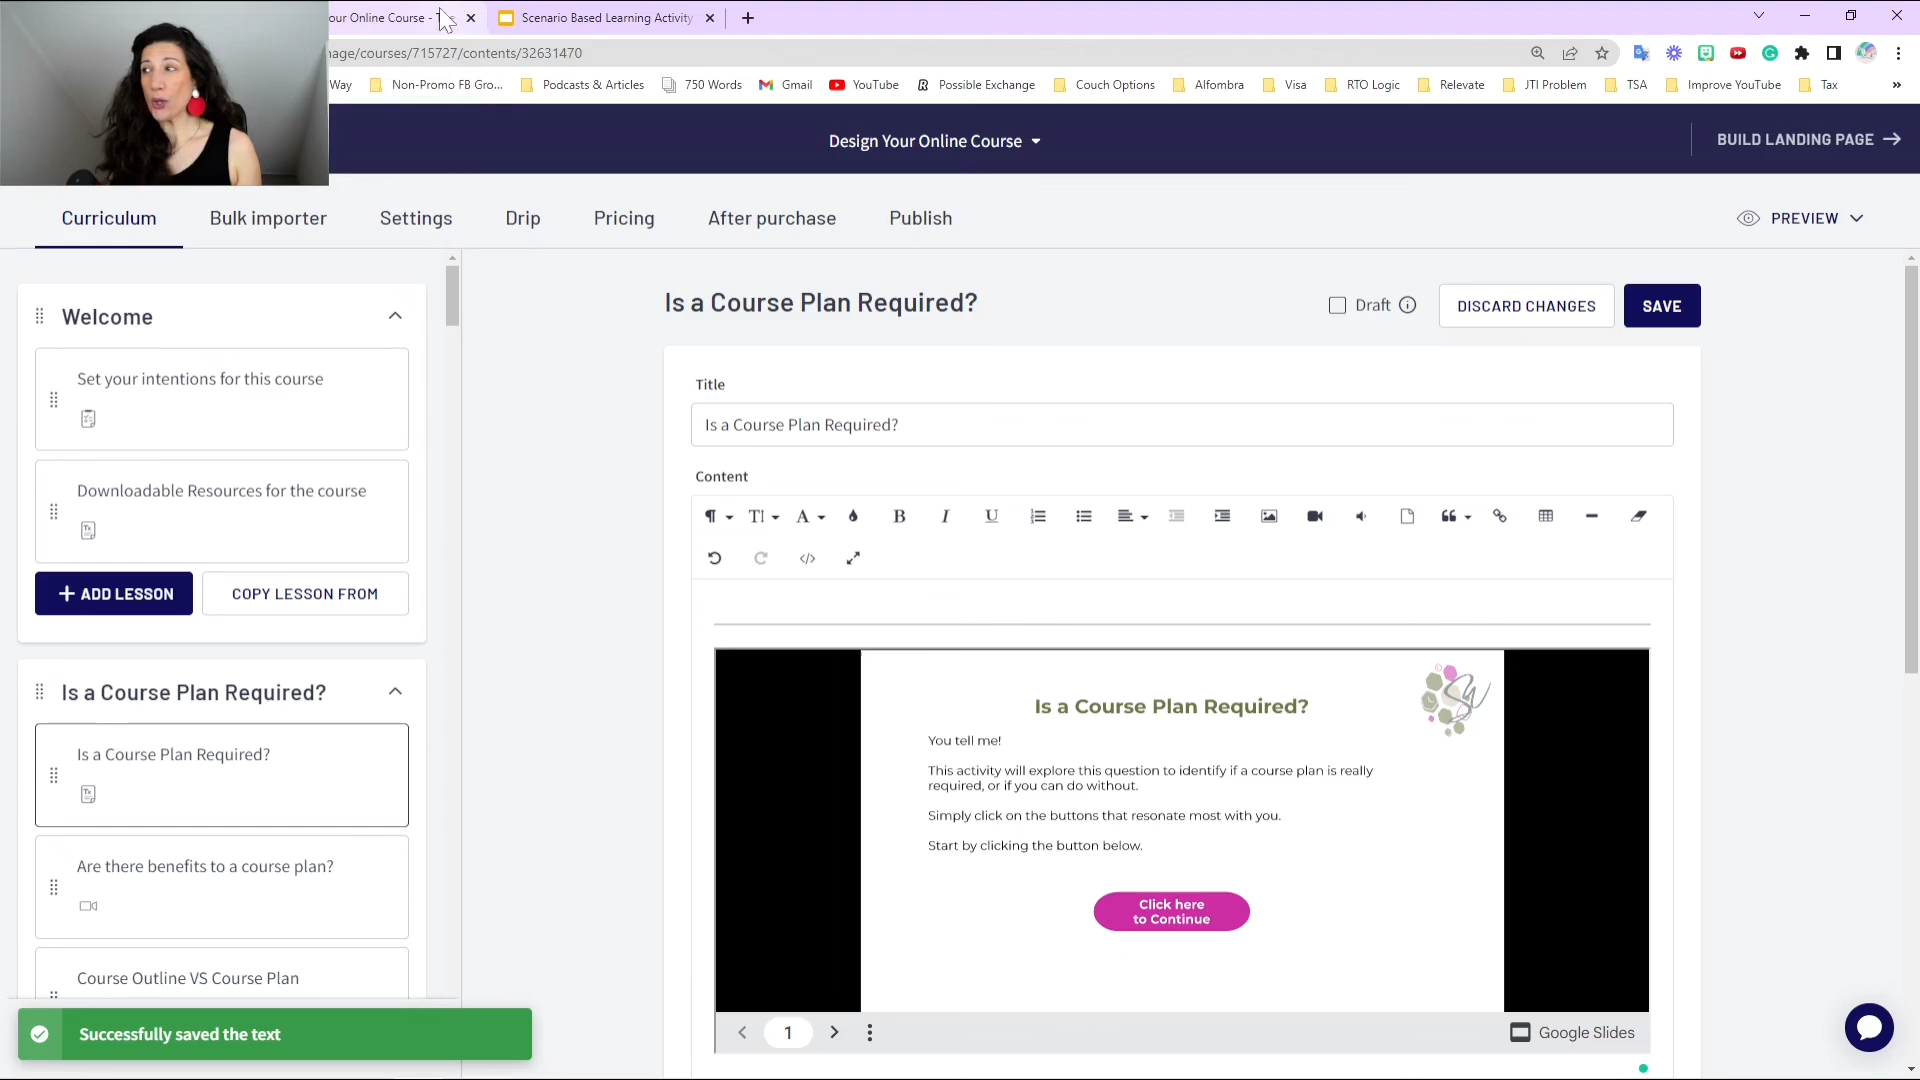 our Online Course - T
Scenario Based Learning Activity
nage/courses/715727/contents/32631470
Way
Non-Promo FB Gro...
Podcasts & Articles
750 Words
Gmail
YouTube
Possible Exchange
Couch Options
Alfombra
Visa
RTO Logic
Relevate
JTI Problem
TSA
Improve YouTube
Tax
»
Design Your Online Course
BUILD LANDING PAGE
Curriculum
Bulk importer
Settings
Drip
Pricing
After purchase
Publish
PREVIEW
Welcome
Set your intentions for this course
Downloadable Resources for the course
ADD LESSON
COPY LESSON FROM
Is a Course Plan Required?
Is a Course Plan Required?
Are there benefits to a course plan?
Course Outline VS Course Plan
Successfully saved the text
Is a Course Plan Required?
Draft
DISCARD CHANGES
SAVE
Title
Is a Course Plan Required?
Content
Is a Course Plan Required?
You tell me!
This activity will explore this question to identify if a course plan is really
required, or if you can do without.
Simply click on the buttons that resonate most with you.
Start by clicking the button below.
Click here
to Continue
1
Google Slides